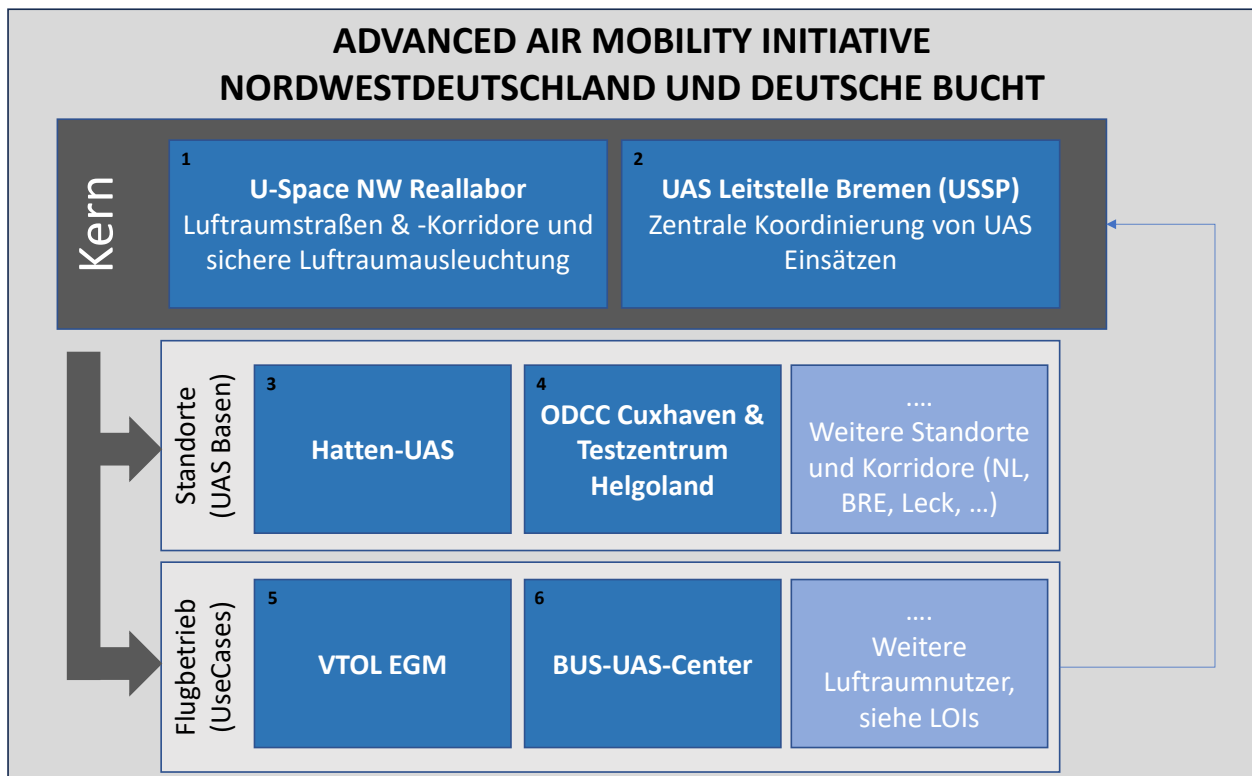 ADVANCED AIR MOBILITY INITIATIVE
NORDWESTDEUTSCHLAND UND DEUTSCHE BUCHT
Kern
1
U-Space NW Reallabor
Luftraumstraßen & -Korridore und
sichere Luftraumausleuchtung
2
UAS Leitstelle Bremen (USSP)
Zentrale Koordinierung von UAS
Einsätzen
Standorte
(UAS Basen)
3
Hatten-UAS
4
ODCC Cuxhaven &
Testzentrum
Helgoland
....
Weitere Standorte
und Korridore (NL,
BRE, Leck, …)
Flugbetrieb
(UseCases)
5
VTOL EGM
6
BUS-UAS-Center
....
Weitere
Luftraumnutzer,
siehe LOIs